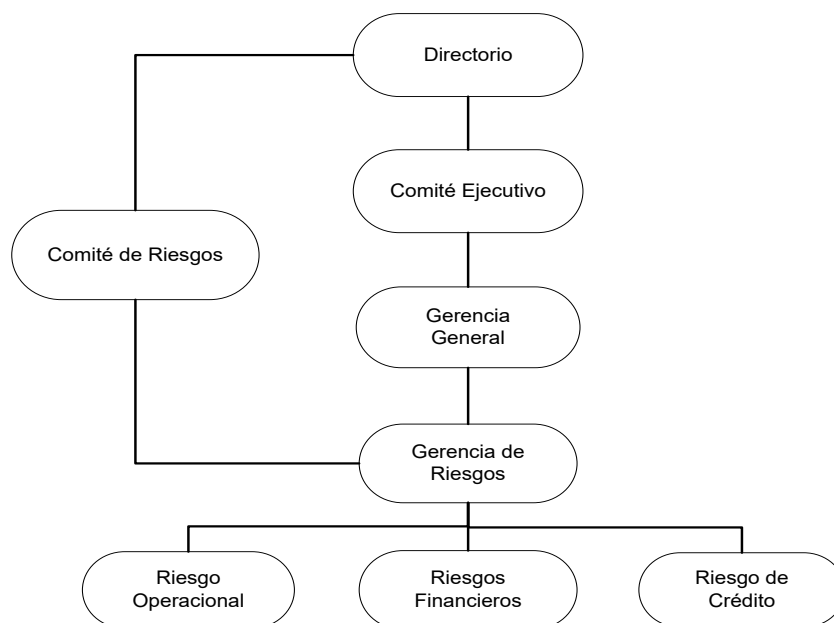 Directorio
Comité Ejecutivo
Comité de Riesgos
Gerencia
General
Gerencia de
Riesgos
Riesgo
Operacional
Riesgos
Financieros
Riesgo de
Crédito